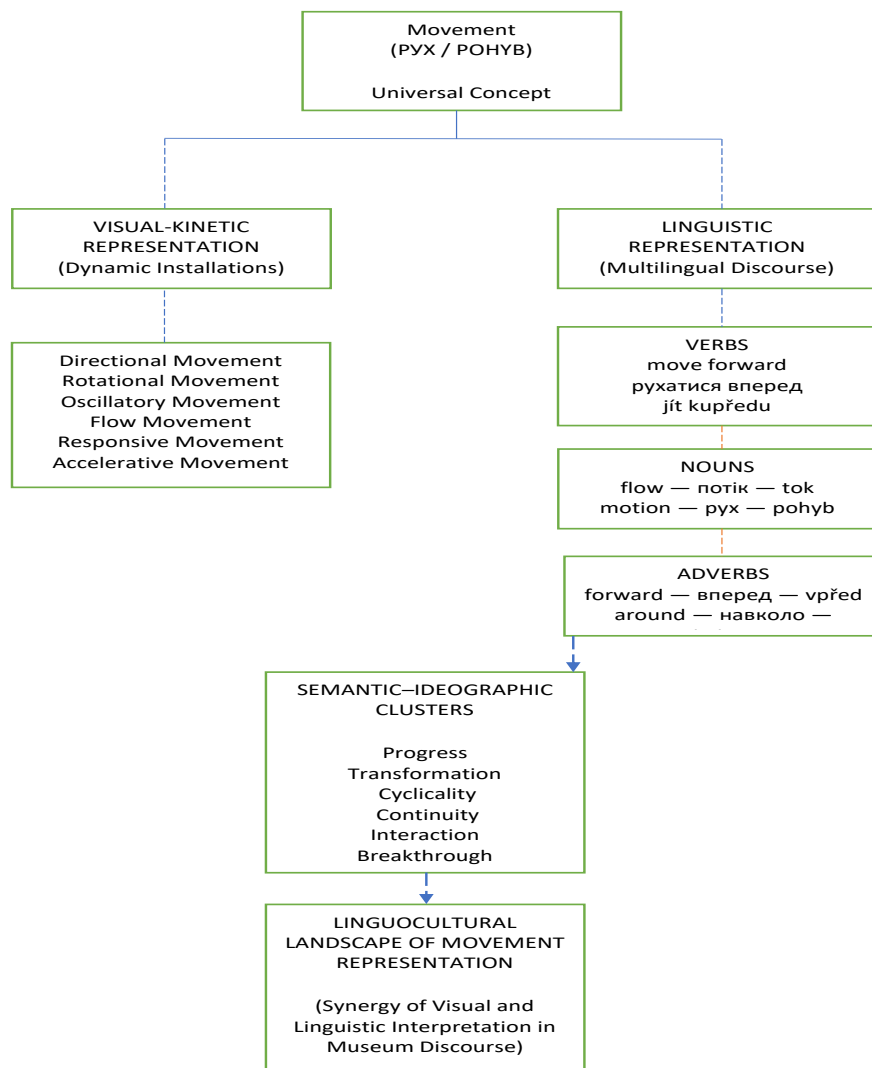 Movement
(РУХ / POHYB)
Universal Concept
VISUAL-KINETIC
REPRESENTATION
(Dynamic Installations)
LINGUISTIC
REPRESENTATION
(Multilingual Discourse)
Directional Movement
Rotational Movement
Oscillatory Movement
Flow Movement
Responsive Movement
Accelerative Movement
VERBS
move forward
рухатися вперед
jít kupředu
NOUNS
flow — потік — tok
motion — рух — pohyb
ADVERBS
forward — вперед — vpřed
around — навколо —
SEMANTIC–IDEOGRAPHIC
CLUSTERS
Progress
Transformation
Cyclicality
Continuity
Interaction
Breakthrough
LINGUOCULTURAL
LANDSCAPE OF MOVEMENT
REPRESENTATION
(Synergy of Visual and
Linguistic Interpretation in
Museum Discourse)